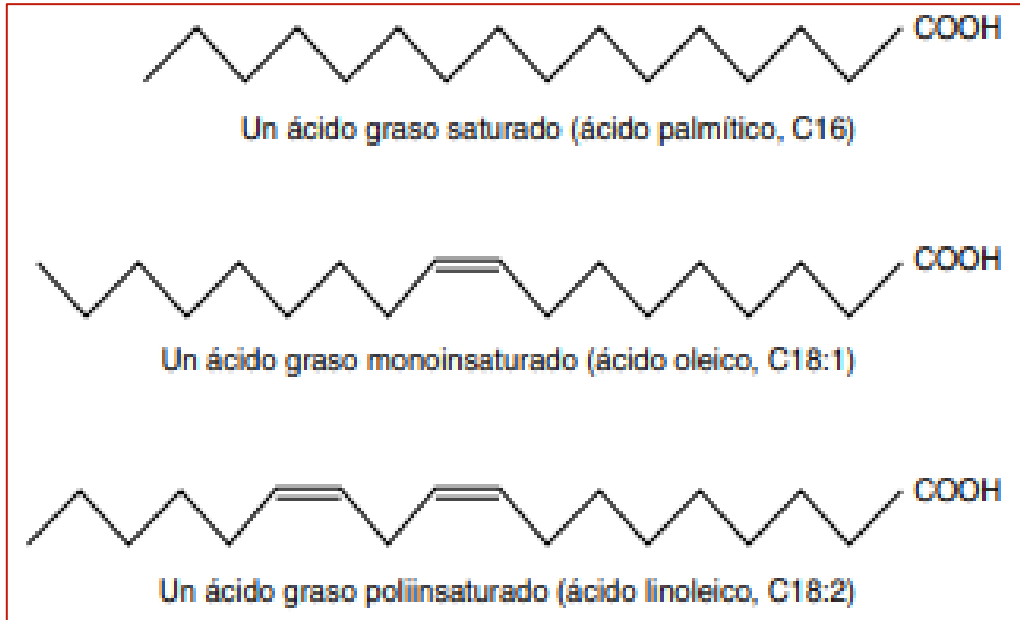 COOH
Un ácido graso saturado (ácido palmítico, C16)
COOH
Un ácido graso monoinsaturado (ácido oleico, C18:1)
COOH
Un ácido graso poliinsaturado (ácido linoleico, C18:2)